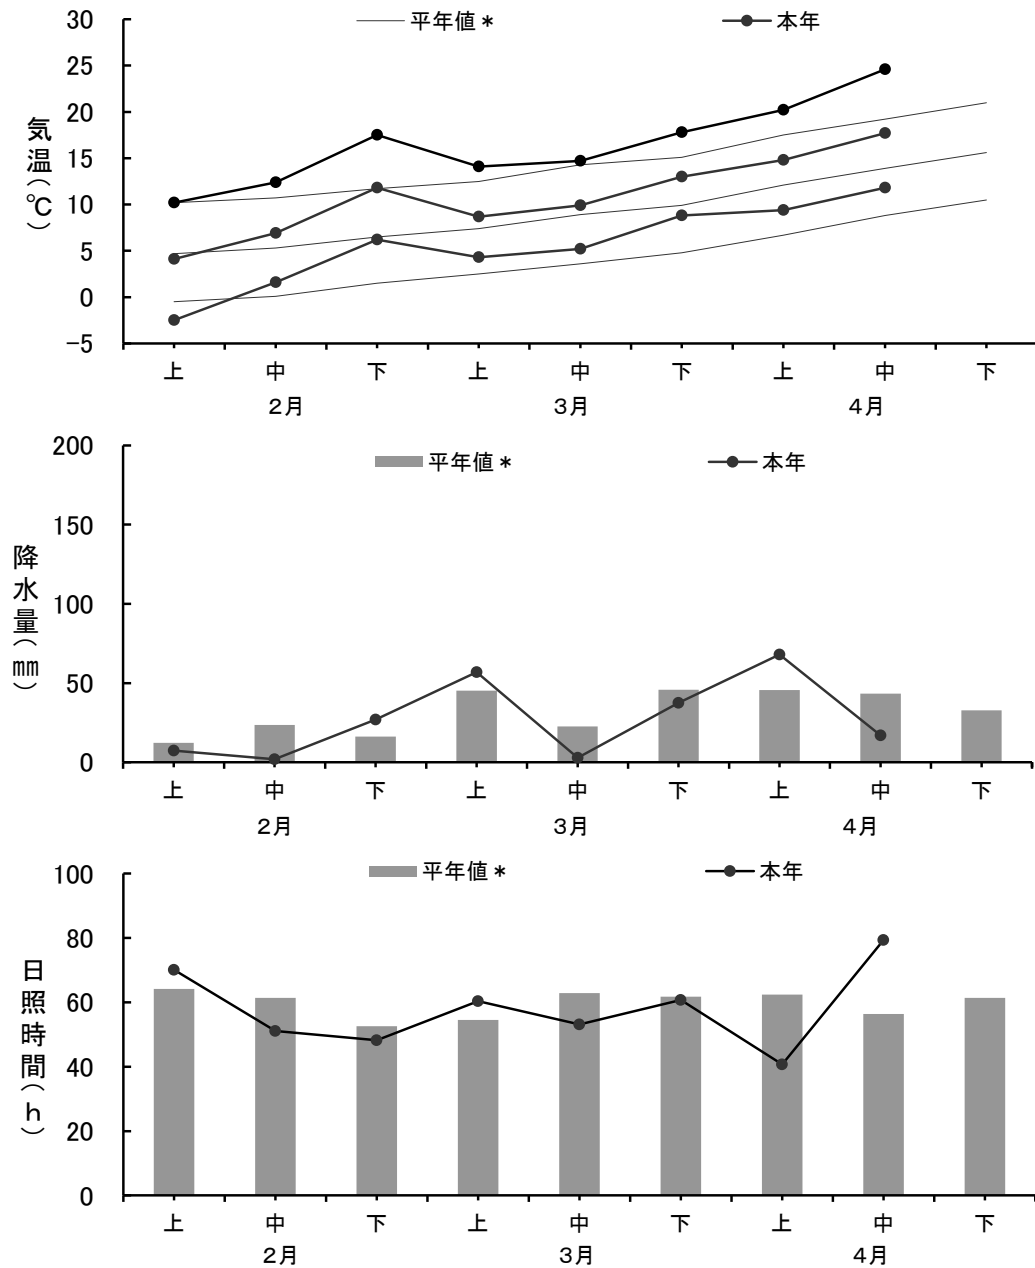 平年値＊ 本年
気温(℃)
30
25
20
15
10
5
0
-5
上 中 下 上 中 下 上 中 下
2月 3月 4月
平年値＊ 本年
降水量(㎜)
200
150
100
50
0
上 中 下 上 中 下 上 中 下
2月 3月 4月
平年値＊ 本年
日照時間(h)
100
80
60
40
20
0
上 中 下 上 中 下 上 中 下
2月 3月 4月